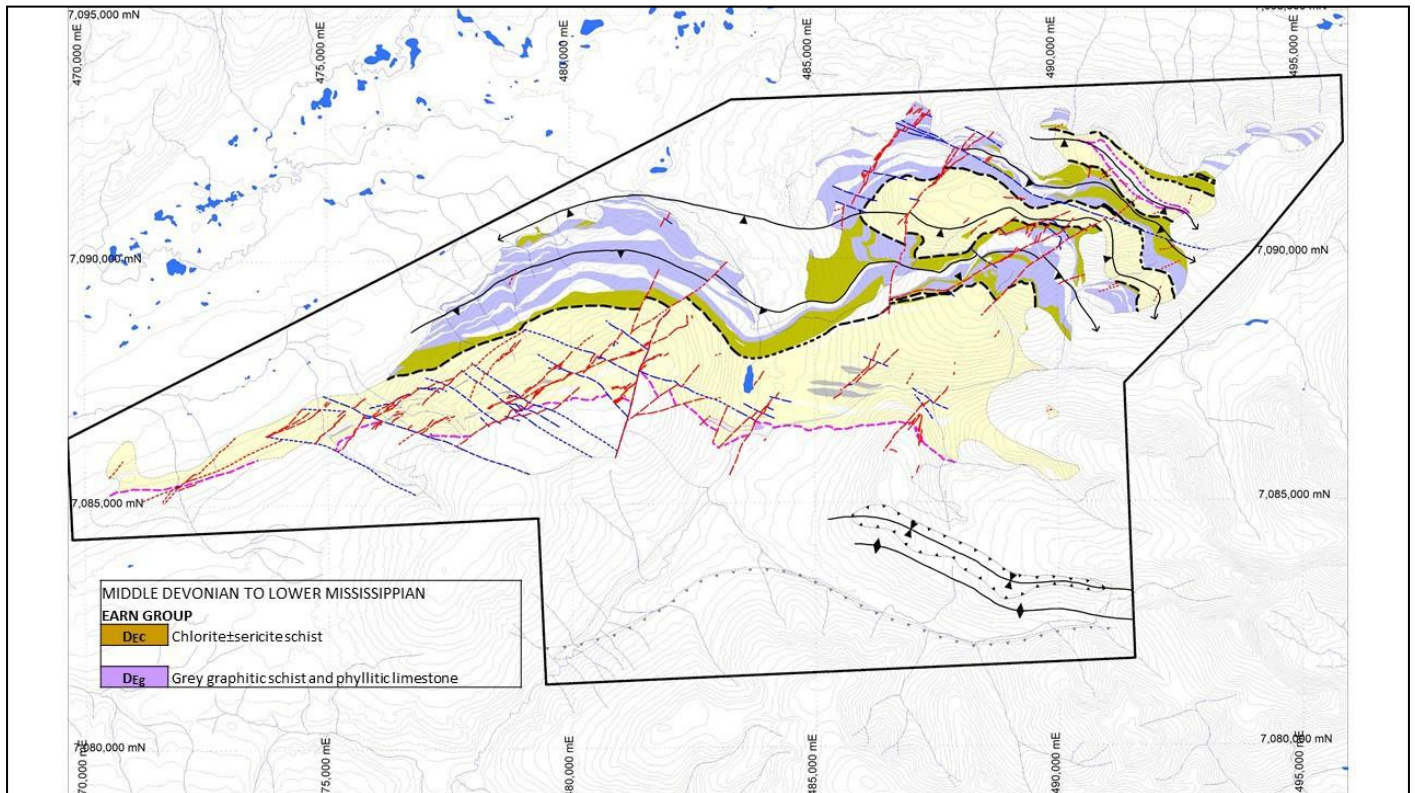 7,095,000 mN
470,000 mE
475,000 mE
480,000 mE
485,000 mE
490,000 mE
495,000 mE
7,090,000 mN
7,090,000 mN
7,085,000 mN
7,085,000 mN
MIDDLE DEVONIAN TO LOWER MISSISSIPPIAN
EARN GROUP
DEc Chlorite±sericite schist
DEg Grey graphitic schist and phyllitic limestone
7,080,000 mN
7,080,000 mN
70,000 mE
75,000 mE
80,000 mE
485,000 mE
490,000 mE
495,000 mE